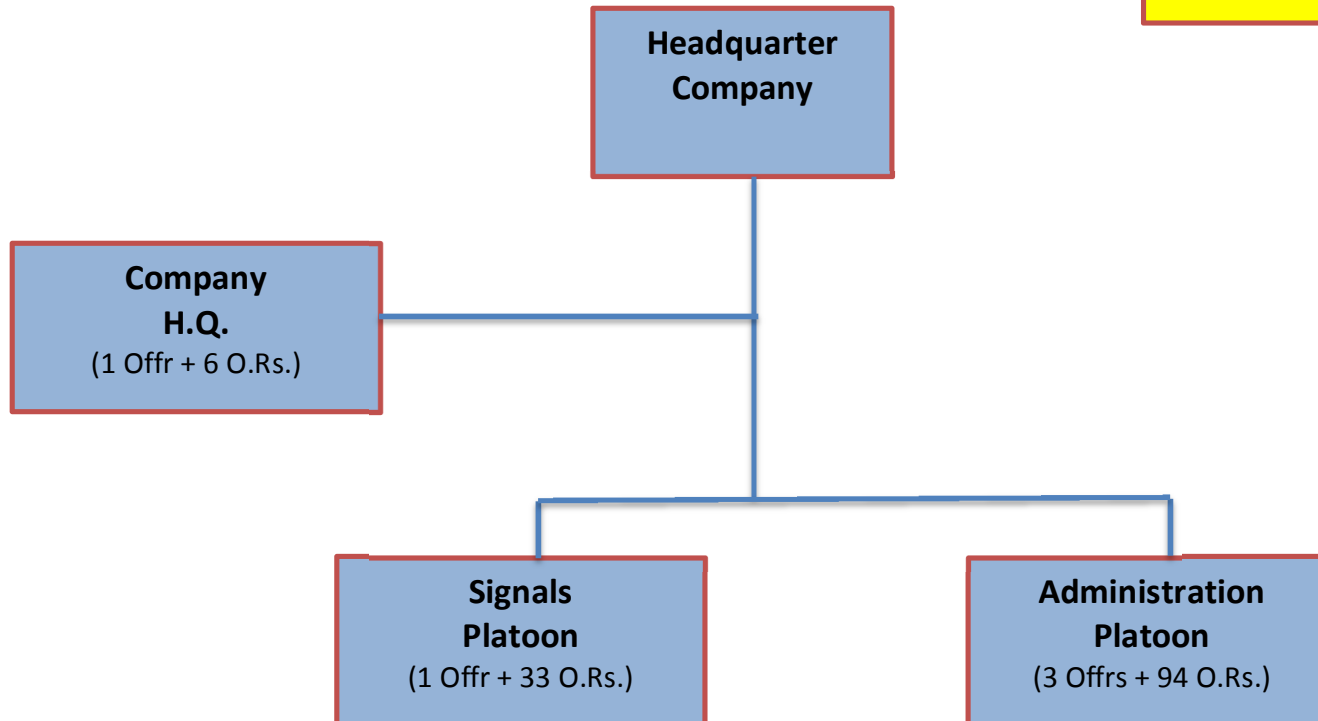 Headquarter
Company
Company
H.Q.
(1 Offr + 6 O.Rs.)
Signals
Platoon
(1 Offr + 33 O.Rs.)
Administration
Platoon
(3 Offrs + 94 O.Rs.)